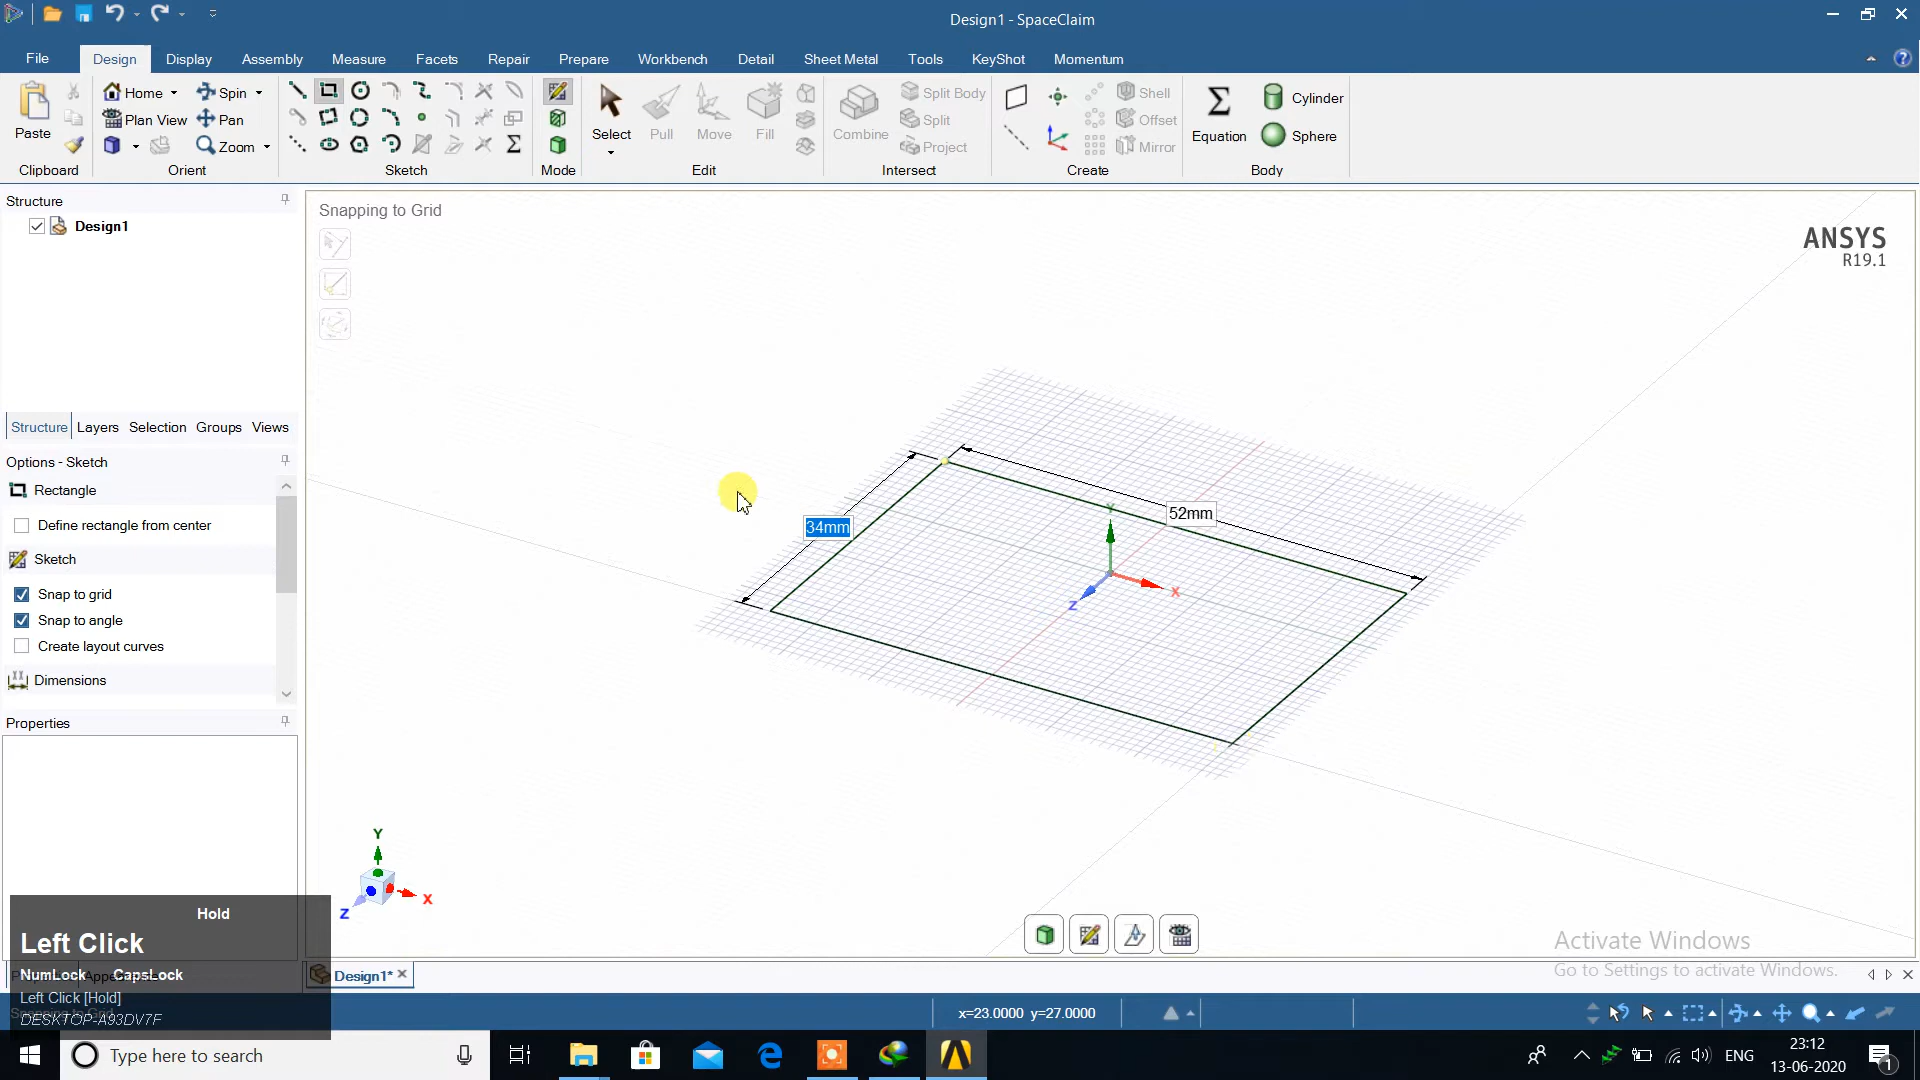 Design1 - SpaceClaim
File Design Display Assembly Measure Facets Repair Prepare Workbench Detail Sheet Metal Tools KeyShot Momentum
Paste
Clipboard
Home Spin
Plan View Pan
Zoom
Orient
Sketch
Mode
Select Pull Move Fill
Edit
Combine
Split Body
Split
Project
Intersect
Shell
Offset
Mirror
Create
Equation
Cylinder
Sphere
Body
Structure
Design1
Structure Layers Selection Groups Views
Options - Sketch
Rectangle
Define rectangle from center
Sketch
Snap to grid
Snap to angle
Create layout curves
Dimensions
Properties
Snapping to Grid
ANSYS
R19.1
34mm
52mm
Y
X
Z
Y
X
Z
Hold
Left Click
NumLock CapsLock
Left Click [Hold]
DESKTOP-A93DV7F
Design1*
Activate Windows
Go to Settings to activate Windows.
x=23.0000 y=27.0000
Type here to search
ENG
23:12
13-06-2020
1